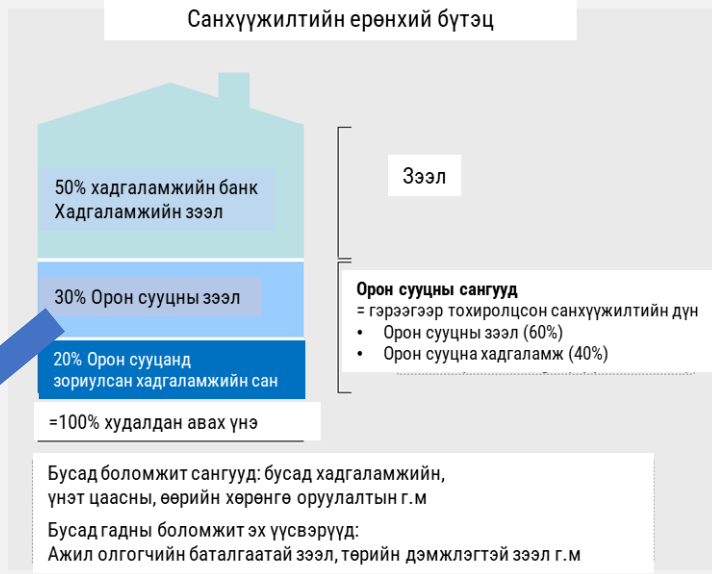 Санхүүжилтийн ерөнхий бүтэц
50% хадгаламжийн банк
Хадгаламжийн зээл
Зээл
30% Орон сууцны зээл
Орон сууцны сангууд
= гэрээгээр тохиролцсон санхүүжилтийн дүн
• Орон сууцны зээл (60%)
• Орон сууцна хадгаламж (40%)
20% Орон сууцанд
зориулсан хадгаламжийн сан
=100% худалдан авах үнэ
Бусад боломжит сангууд: бусад хадгаламжийн,
үнэт цаасны, өөрийн хөрөнгө оруулалтын г.м
Бусад гадны боломжит эх үүсвэрүүд:
Ажил олгогчийн баталгаатай зээл, төрийн дэмжлэгтэй зээл г.м